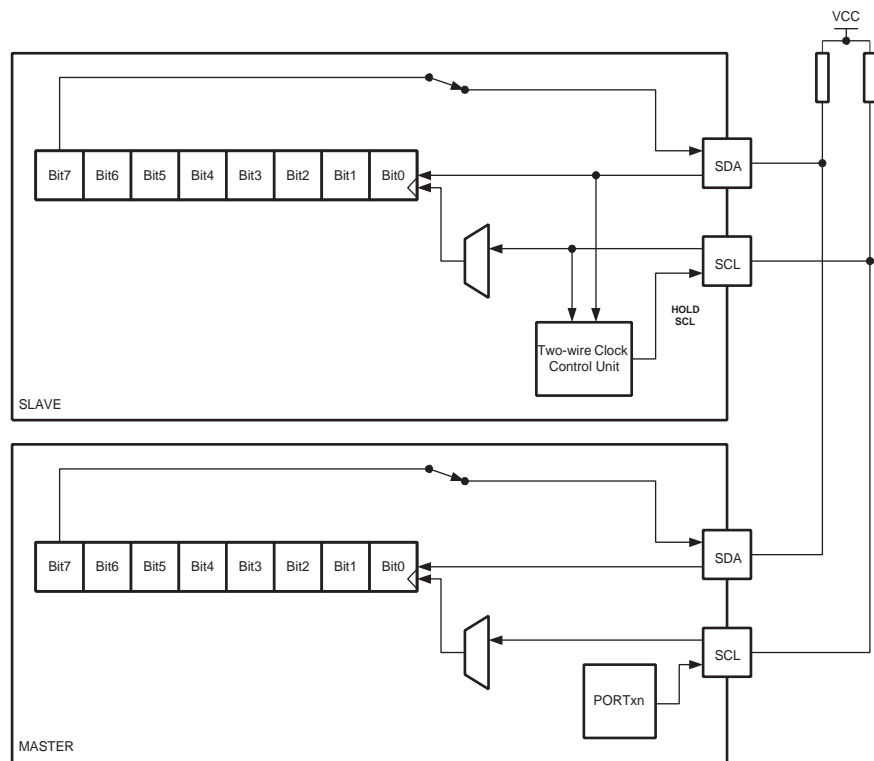 VCC
Bit7 Bit6 Bit5 Bit4 Bit3 Bit2 Bit1 Bit0
SDA
SCL
HOLD
SCL
Two-wire Clock
Control Unit
SLAVE
Bit7 Bit6 Bit5 Bit4 Bit3 Bit2 Bit1 Bit0
SDA
SCL
PORTxn
MASTER